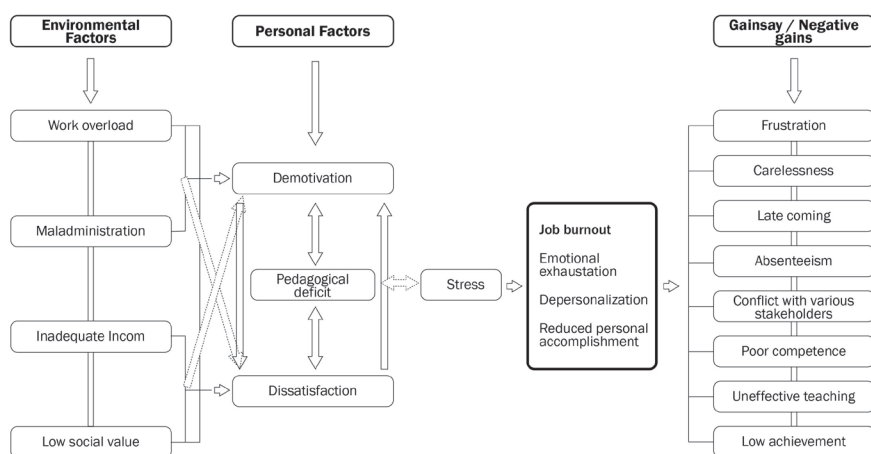 Environmental
Factors
Personal Factors
Gainsay / Negative
gains
Work overload
Maladministration
Inadequate Incom
Low social value
Demotivation
Pedagogical
deficit
Dissatisfaction
Stress
Job burnout
Emotional
exhaustion
Depersonalization
Reduced personal
accomplishment
Frustration
Carelessness
Late coming
Absenteeism
Conflict with various
stakeholders
Poor competence
Uneffective teaching
Low achievement